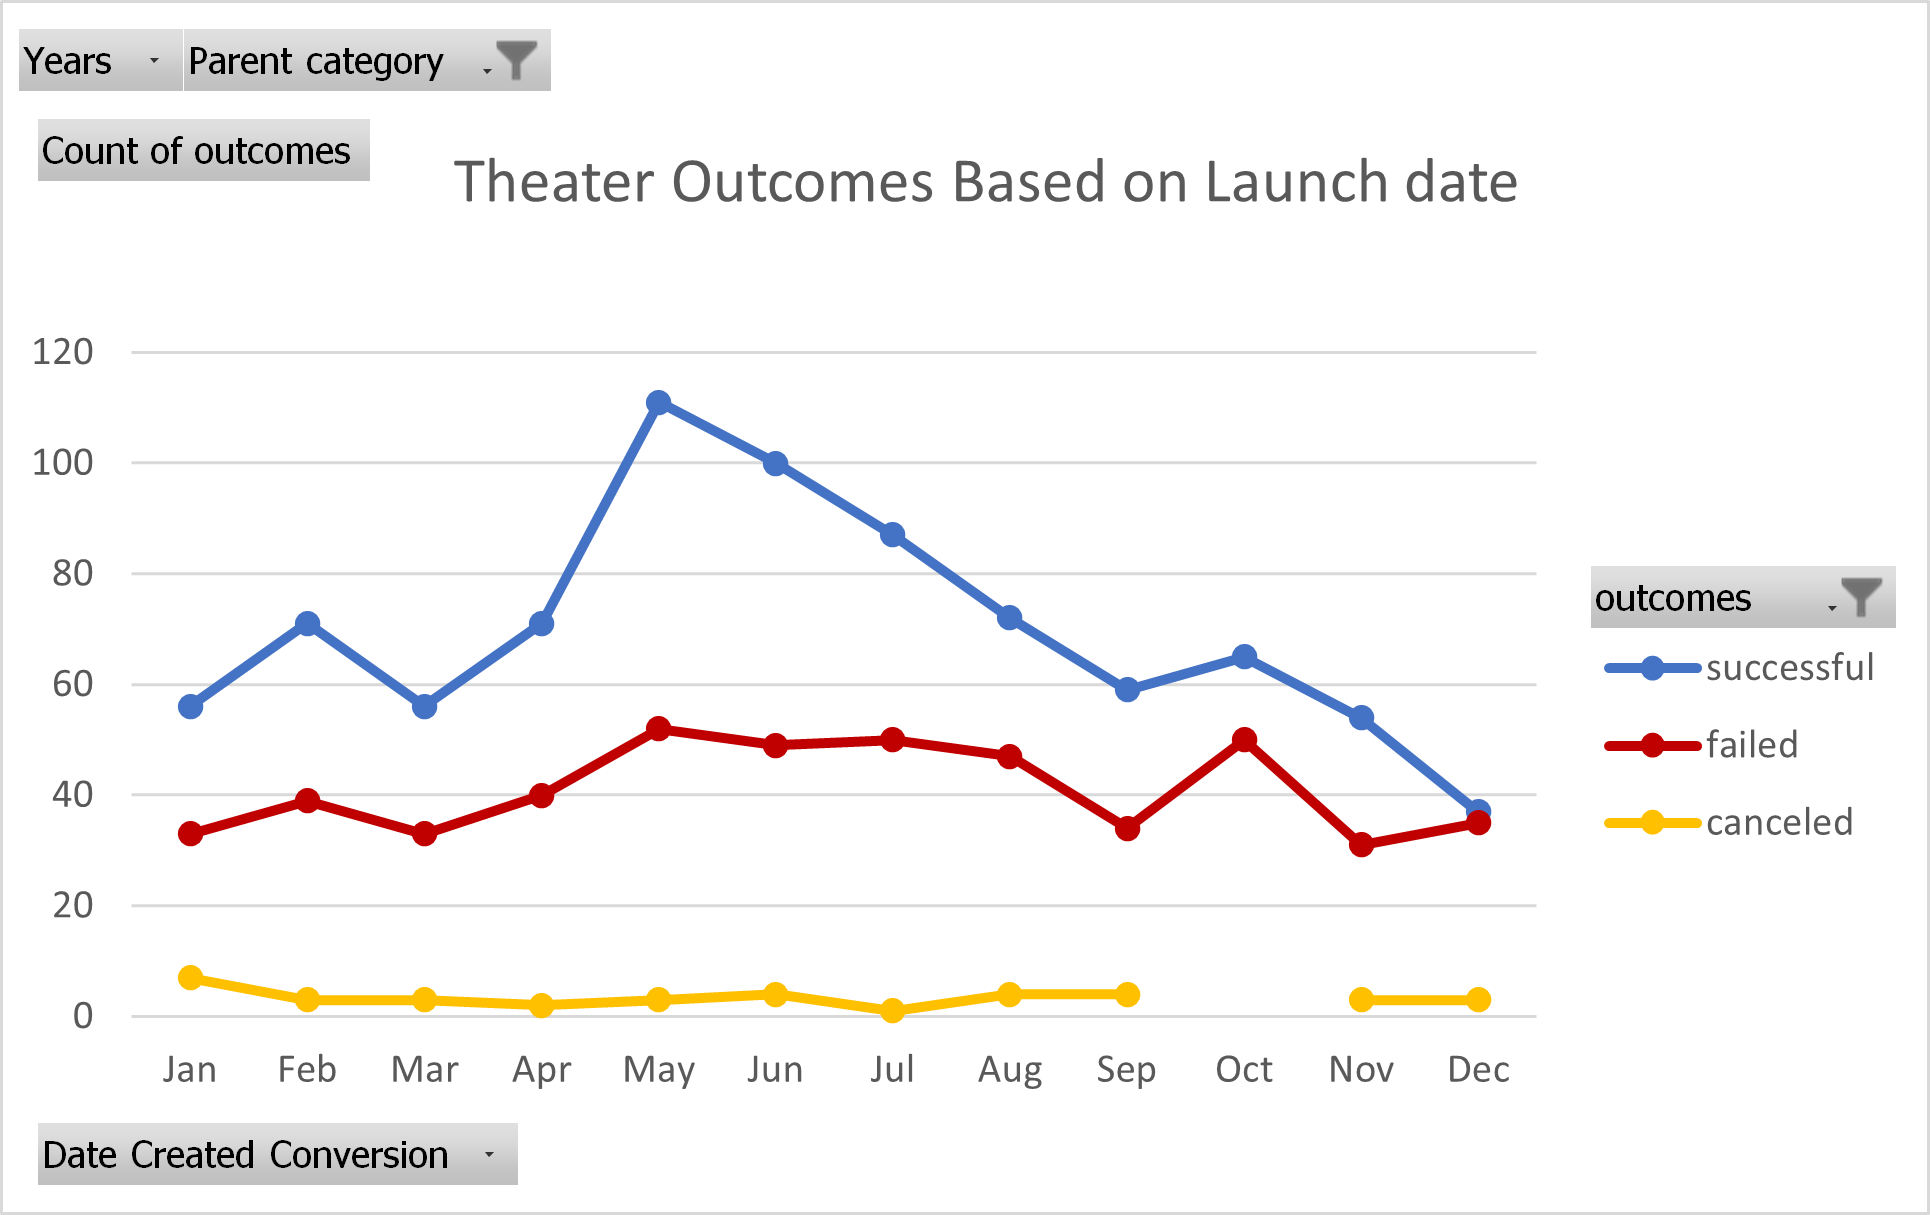 Years
Parent category
Count of outcomes
Theater Outcomes Based on Launch date
120
100
80
60
40
20
0
Jan Feb Mar Apr May Jun Jul Aug Sep Oct Nov Dec
outcomes
successful
failed
canceled
Date Created Conversion